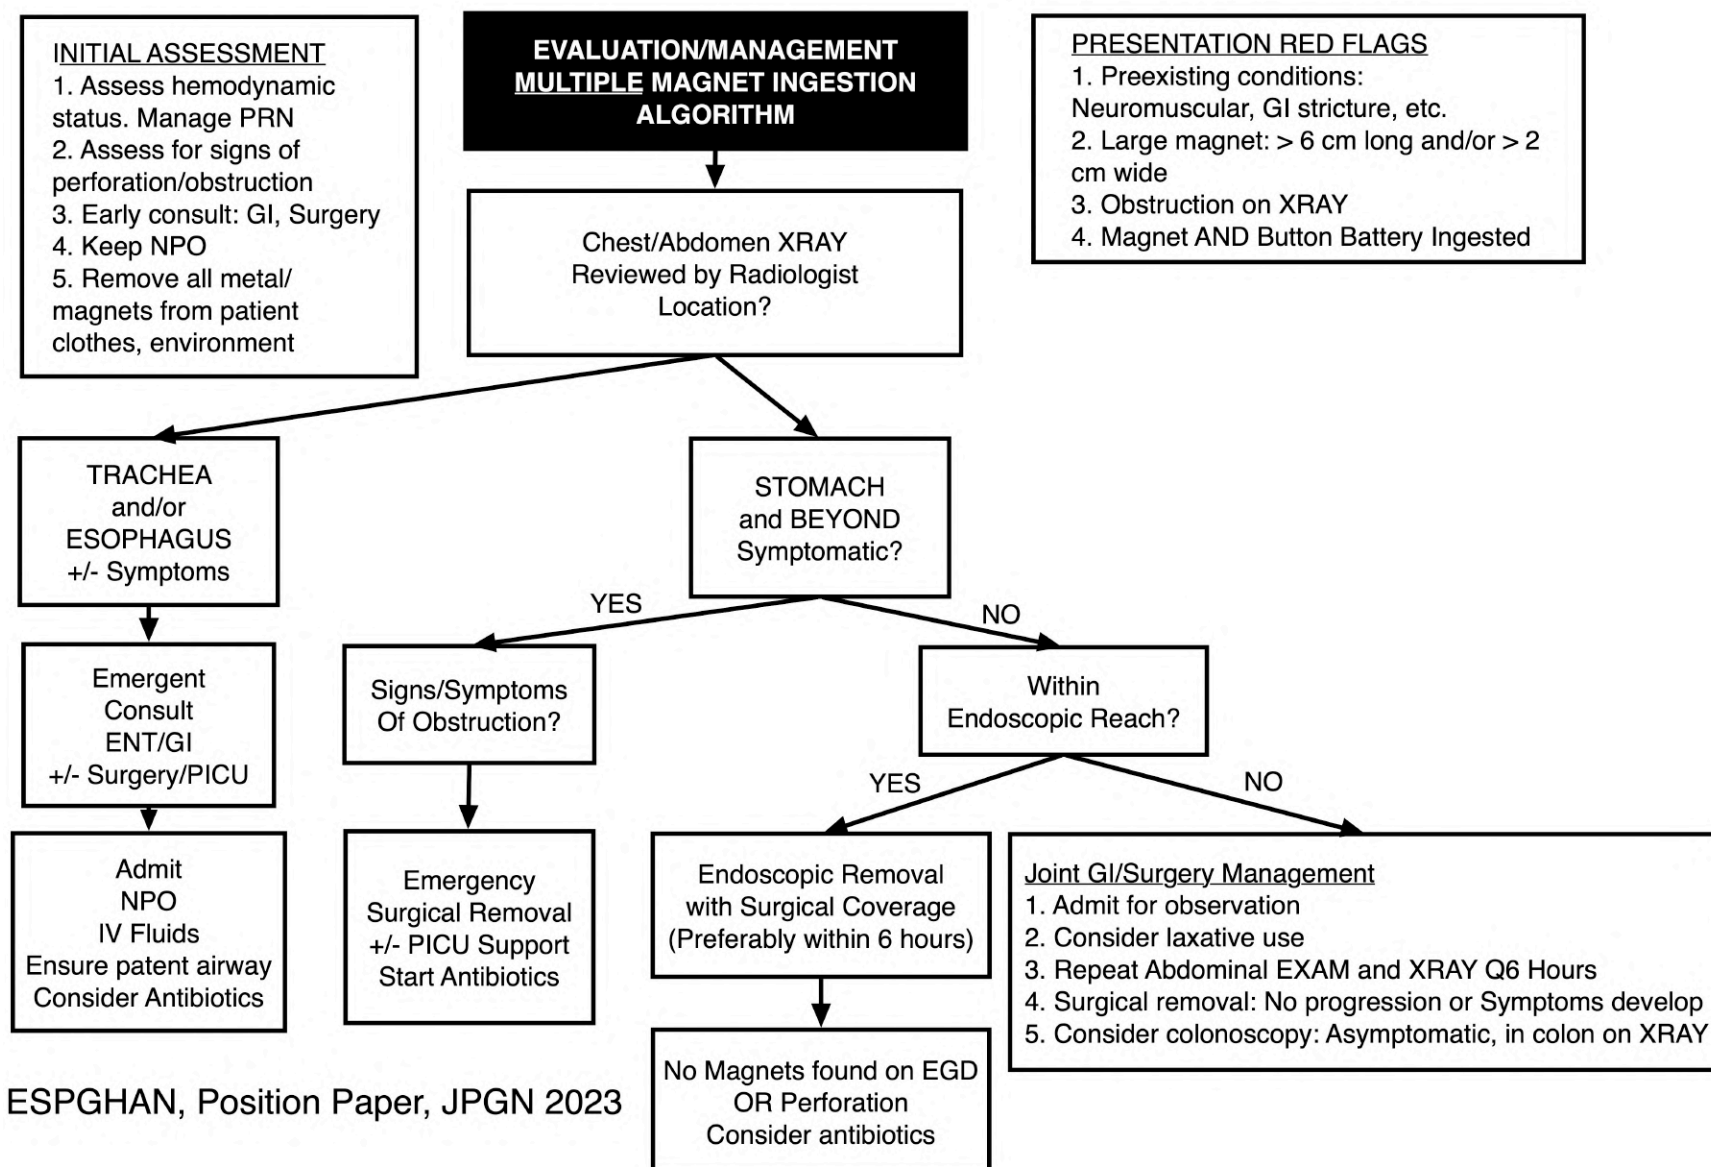 INITIAL ASSESSMENT
1. Assess hemodynamic
status. Manage PRN
2. Assess for signs of
perforation/obstruction
3. Early consult: GI, Surgery
4. Keep NPO
5. Remove all metal/
magnets from patient
clothes, environment
EVALUATION/MANAGEMENT
MULTIPLE MAGNET INGESTION
ALGORITHM
PRESENTATION RED FLAGS
1. Preexisting conditions:
Neuromuscular, GI stricture, etc.
2. Large magnet: > 6 cm long and/or > 2
cm wide
3. Obstruction on XRAY
4. Magnet AND Button Battery Ingested
Chest/Abdomen XRAY
Reviewed by Radiologist
Location?
TRACHEA
and/or
ESOPHAGUS
+/- Symptoms
STOMACH
and BEYOND
Symptomatic?
YES
NO
Emergent
Consult
ENT/GI
+/- Surgery/PICU
Signs/Symptoms
Of Obstruction?
Within
Endoscopic Reach?
YES
NO
Admit
NPO
IV Fluids
Ensure patent airway
Consider Antibiotics
Emergency
Surgical Removal
+/- PICU Support
Start Antibiotics
Endoscopic Removal
with Surgical Coverage
(Preferably within 6 hours)
Joint GI/Surgery Management
1. Admit for observation
2. Consider laxative use
3. Repeat Abdominal EXAM and XRAY Q6 Hours
4. Surgical removal: No progression or Symptoms develop
5. Consider colonoscopy: Asymptomatic, in colon on XRAY
No Magnets found on EGD
OR Perforation
Consider antibiotics
ESPGHAN, Position Paper, JPGN 2023